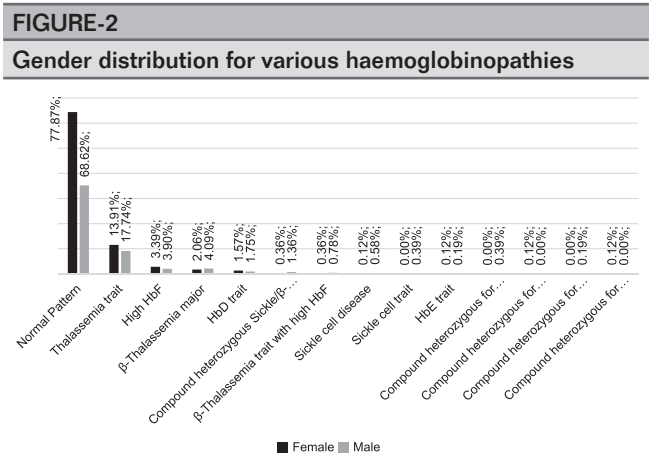 FIGURE-2
Gender distribution for various haemoglobinopathies
77.87%;
68.62%;
13.91%;
17.74%;
3.39%;
3.90%;
2.06%;
4.09%;
1.57%;
1.75%;
0.36%;
1.36%;
0.36%;
0.78%;
0.12%;
0.58%;
0.00%;
0.39%;
0.12%;
0.19%;
0.00%;
0.39%;
0.12%;
0.00%;
0.00%;
0.19%;
0.12%;
0.00%;
Normal Pattern
Thalassemia trait
High HbF
β-Thalassemia major
HbD trait
Compound heterozygous Sickle/β-...
β-Thalassemia trait with high HbF
Sickle cell disease
Sickle cell trait
HbE trait
Compound heterozygous for...
Compound heterozygous for...
Compound heterozygous for...
Compound heterozygous for...
Female Male